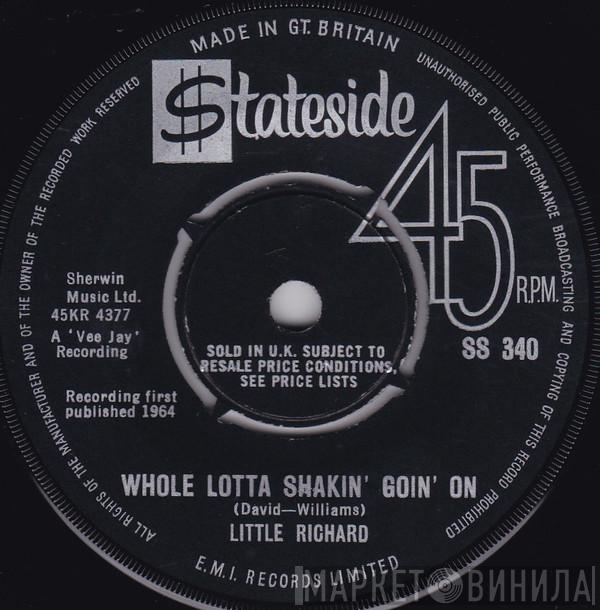 MADE IN GT. BRITAIN
$tateside
45
R.P.M.
SS 340
Sherwin
Music Ltd.
45KR 4377
A 'Vee Jay'
Recording
Recording first
published 1964
SOLD IN U.K. SUBJECT TO
RESALE PRICE CONDITIONS,
SEE PRICE LISTS
WHOLE LOTTA SHAKIN' GOIN' ON
(David—Williams)
LITTLE RICHARD
E.M.I. RECORDS LIMITED
ALL RIGHTS OF THE MANUFACTURER AND OF THE OWNER OF THE RECORDED WORK RESERVED
UNAUTHORISED PUBLIC PERFORMANCE BROADCASTING AND COPYING OF THIS RECORD PROHIBITED
МАРКЕТ ВИНИЛА